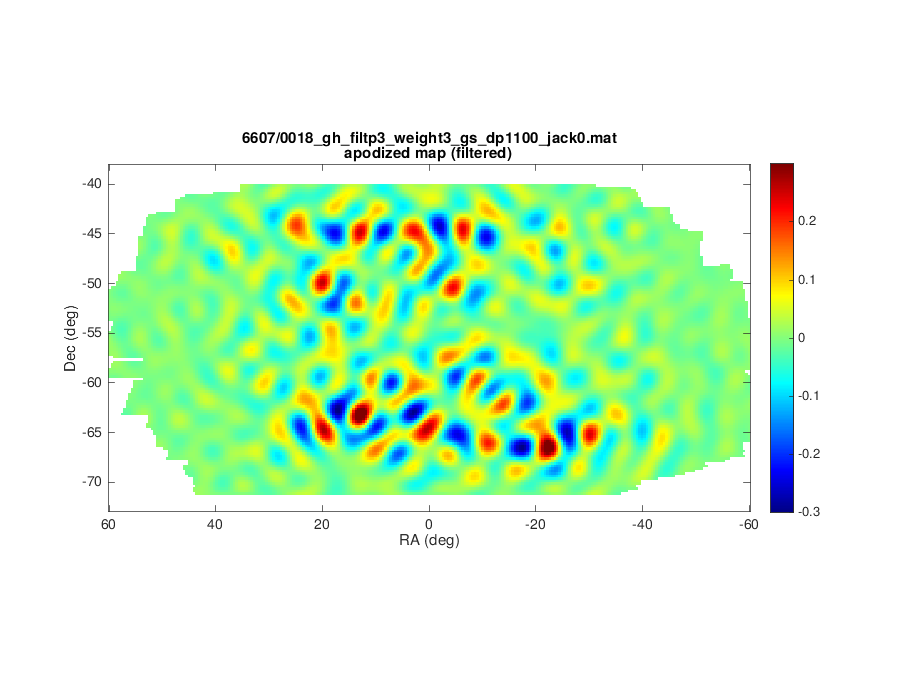 6607/0018_gh_filtp3_weight3_gs_dp1100_jack0.mat
apodized map (filtered)
-40
-45
-50
-55
-60
-65
-70
Dec (deg)
60 40 20 0 -20 -40 -60
RA (deg)
0.2
0.1
0
-0.1
-0.2
-0.3